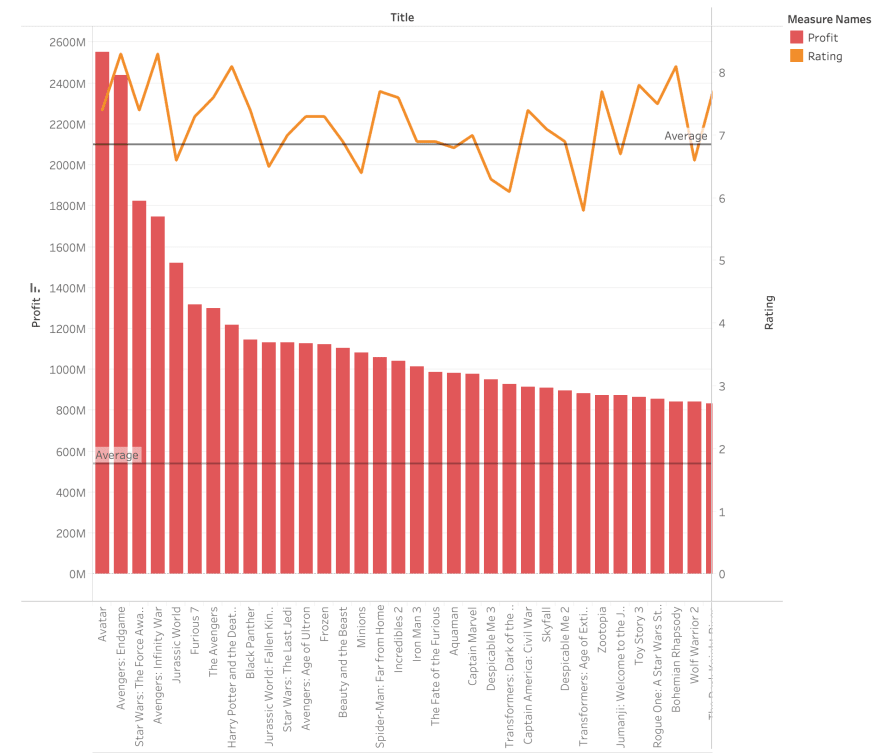 Title
Measure Names
Profit
Rating
2600M
2400M
2200M
2000M
1800M
1600M
1400M
1200M
1000M
800M
600M
400M
200M
0M
Profit
Average
Average
8
7
6
5
4
3
2
1
0
Rating
Avatar
Avengers: Endgame
Star Wars: The Force Awa..
Avengers: Infinity War
Jurassic World
Furious 7
The Avengers
Harry Potter and the Deat..
Black Panther
Jurassic World: Fallen Kin..
Star Wars: The Last Jedi
Avengers: Age of Ultron
Frozen
Beauty and the Beast
Minions
Spider-Man: Far from Home
Incredibles 2
Iron Man 3
The Fate of the Furious
Aquaman
Captain Marvel
Despicable Me 3
Transformers: Dark of the ..
Captain America: Civil War
Skyfall
Despicable Me 2
Transformers: Age of Exti..
Zootopia
Jumanji: Welcome to the J..
Toy Story 3
Rogue One: A Star Wars St..
Bohemian Rhapsody
Wolf Warrior 2